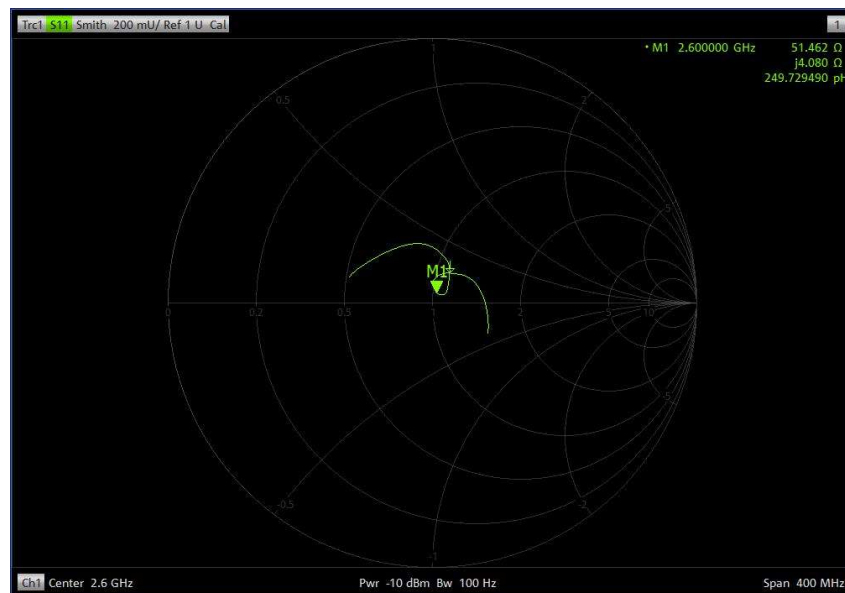 Trc1 S11 Smith 200 mU/ Ref 1 U Cal 1
• M1 2.600000 GHz 51.462 Ω
j4.080 Ω
249.729490 pH
1
0.5 2
5
M1
0 0.2 0.5 1 2 5 10
-5
-0.5 -2
-1
Ch1 Center 2.6 GHz Pwr -10 dBm Bw 100 Hz Span 400 MHz